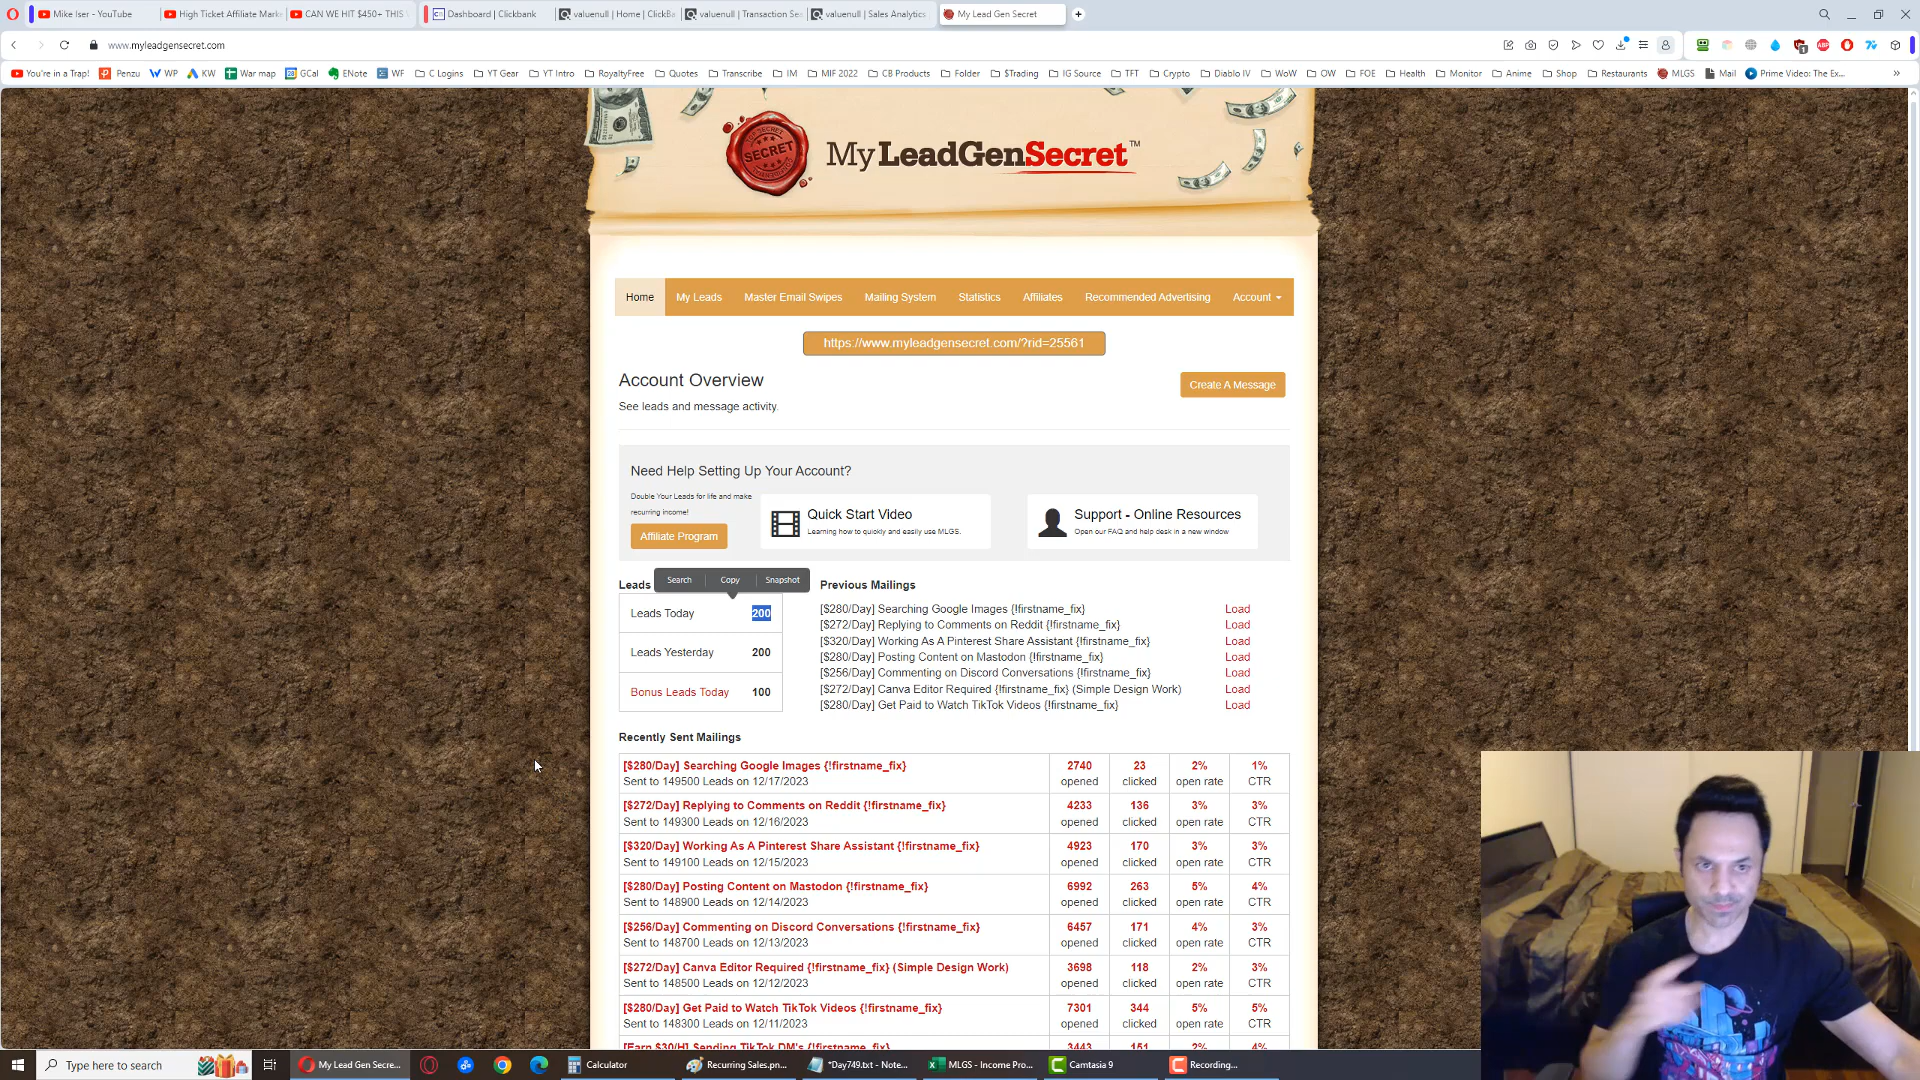 Mike Iser - YouTube
High Ticket Affiliate Mark
CAN WE HIT $450+ THIS
Dashboard | Clickbank
valuenull | Home | ClickBa
valuenull | Transaction Sea
valuenull | Sales Analytics
My Lead Gen Secret
www.myleadgensecret.com
You're in a Trap!
Penzu
WP
KW
War map
GCal
ENote
WF
C Logins
YT Gear
YT Intro
RoyaltyFree
Quotes
Transcribe
IM
MIF 2022
CB Products
Folder
$Trading
IG Source
TFT
Crypto
Diablo IV
WoW
OW
FOE
Health
Monitor
Anime
Shop
Restaurants
MLGS
Mail
Prime Video: The Ex...
SECRET
My LeadGenSecret™
Home
My Leads
Master Email Swipes
Mailing System
Statistics
Affiliates
Recommended Advertising
Account
https://www.myleadgensecret.com/?rid=25561
Account Overview
Create A Message
See leads and message activity.
Need Help Setting Up Your Account?
Double Your Leads for life and make
recurring income!
Affiliate Program
Quick Start Video
Learning how to quickly and easily use MLGS.
Support - Online Resources
Open our FAQ and help desk in a new window
Leads
Search
Copy
Snapshot
Leads Today 200
Leads Yesterday 200
Bonus Leads Today 100
Previous Mailings
[$280/Day] Searching Google Images {!firstname_fix} Load
[$272/Day] Replying to Comments on Reddit {!firstname_fix} Load
[$320/Day] Working As A Pinterest Share Assistant {!firstname_fix} Load
[$280/Day] Posting Content on Mastodon {!firstname_fix} Load
[$256/Day] Commenting on Discord Conversations {!firstname_fix} Load
[$272/Day] Canva Editor Required {!firstname_fix} (Simple Design Work) Load
[$280/Day] Get Paid to Watch TikTok Videos {!firstname_fix} Load
Recently Sent Mailings
[$280/Day] Searching Google Images {!firstname_fix} 2740 23 2% 1%
Sent to 149500 Leads on 12/17/2023 opened clicked open rate CTR
[$272/Day] Replying to Comments on Reddit {!firstname_fix} 4233 136 3% 3%
Sent to 149300 Leads on 12/16/2023 opened clicked open rate CTR
[$320/Day] Working As A Pinterest Share Assistant {!firstname_fix} 4923 170 3% 3%
Sent to 149100 Leads on 12/15/2023 opened clicked open rate CTR
[$280/Day] Posting Content on Mastodon {!firstname_fix} 6992 263 5% 4%
Sent to 148900 Leads on 12/14/2023 opened clicked open rate CTR
[$256/Day] Commenting on Discord Conversations {!firstname_fix} 6457 171 4% 3%
Sent to 148700 Leads on 12/13/2023 opened clicked open rate CTR
[$272/Day] Canva Editor Required {!firstname_fix} (Simple Design Work) 3698 118 2% 3%
Sent to 148500 Leads on 12/12/2023 opened clicked open rate CTR
[$280/Day] Get Paid to Watch TikTok Videos {!firstname_fix} 7301 344 5% 5%
Sent to 148300 Leads on 12/11/2023 opened clicked open rate CTR
[Earn $30/H] Sending TikTok DM's {!firstname_fix} 3443 151 2% 4%
Type here to search
My Lead Gen Secre...
Calculator
Recurring Sales.pn...
*Day749.txt - Note...
MLGS - Income Pro...
Camtasia 9
Recording...